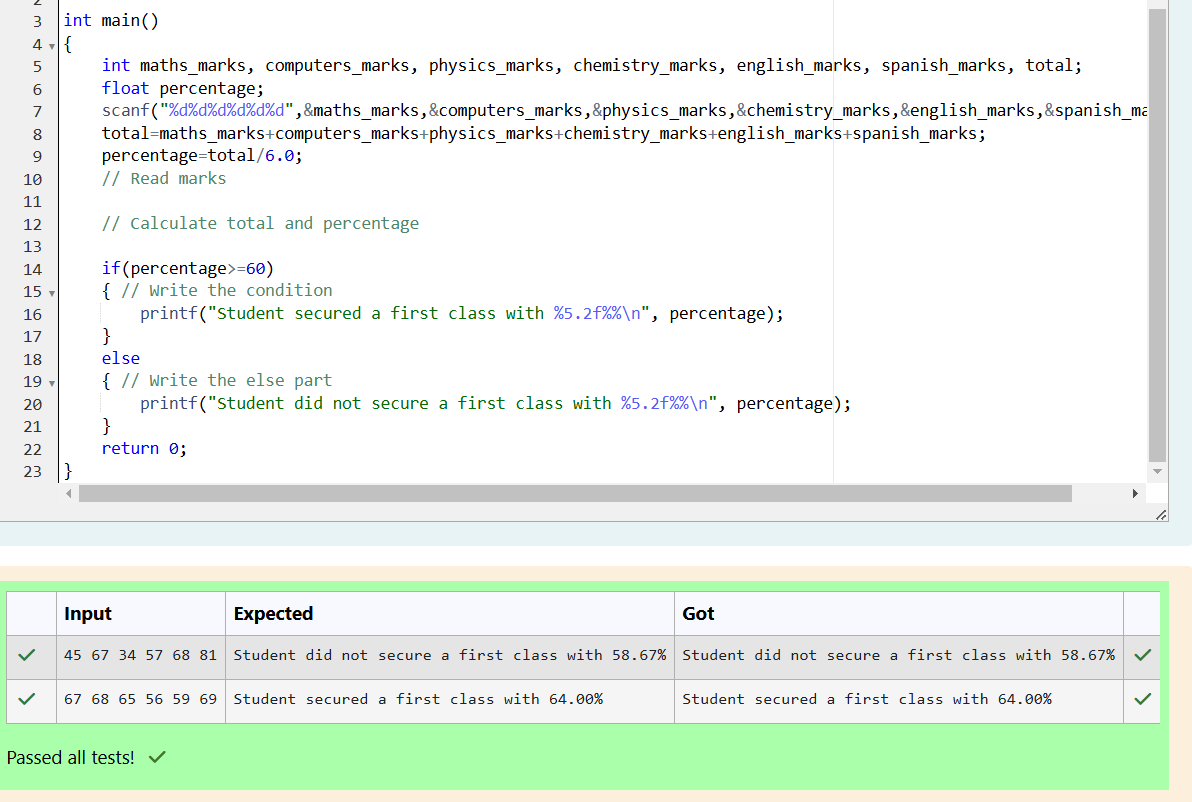 2
3 int main()
4 {
5 int maths_marks, computers_marks, physics_marks, chemistry_marks, english_marks, spanish_marks, total;
6 float percentage;
7 scanf("%d%d%d%d%d%d",&maths_marks,&computers_marks,&physics_marks,&chemistry_marks,&english_marks,&spanish_ma
8 total=maths_marks+computers_marks+physics_marks+chemistry_marks+english_marks+spanish_marks;
9 percentage=total/6.0;
10 // Read marks
11
12 // Calculate total and percentage
13
14 if(percentage>=60)
15 { // Write the condition
16 printf("Student secured a first class with %5.2f%%\n", percentage);
17 }
18 else
19 { // Write the else part
20 printf("Student did not secure a first class with %5.2f%%\n", percentage);
21 }
22 return 0;
23 }
Input Expected Got
45 67 34 57 68 81 Student did not secure a first class with 58.67% Student did not secure a first class with 58.67%
67 68 65 56 59 69 Student secured a first class with 64.00% Student secured a first class with 64.00%
Passed all tests!